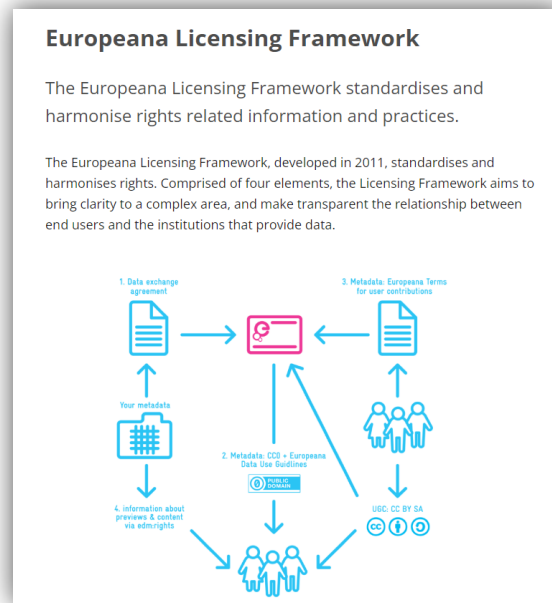 Europeana Licensing Framework
The Europeana Licensing Framework standardises and
harmonise rights related information and practices.
The Europeana Licensing Framework, developed in 2011, standardises and
harmonises rights. Comprised of four elements, the Licensing Framework aims to
bring clarity to a complex area, and make transparent the relationship between
end users and the institutions that provide data.
1. Data exchange
agreement
3. Metadata: Europeana Terms
for user contributions
Your metadata
2. Metadata: CC0 + Europeana
Data Use Guidlines
PUBLIC
DOMAIN
4. information about
previews & content
via edm:rights
UGC: CC BY SA
cc